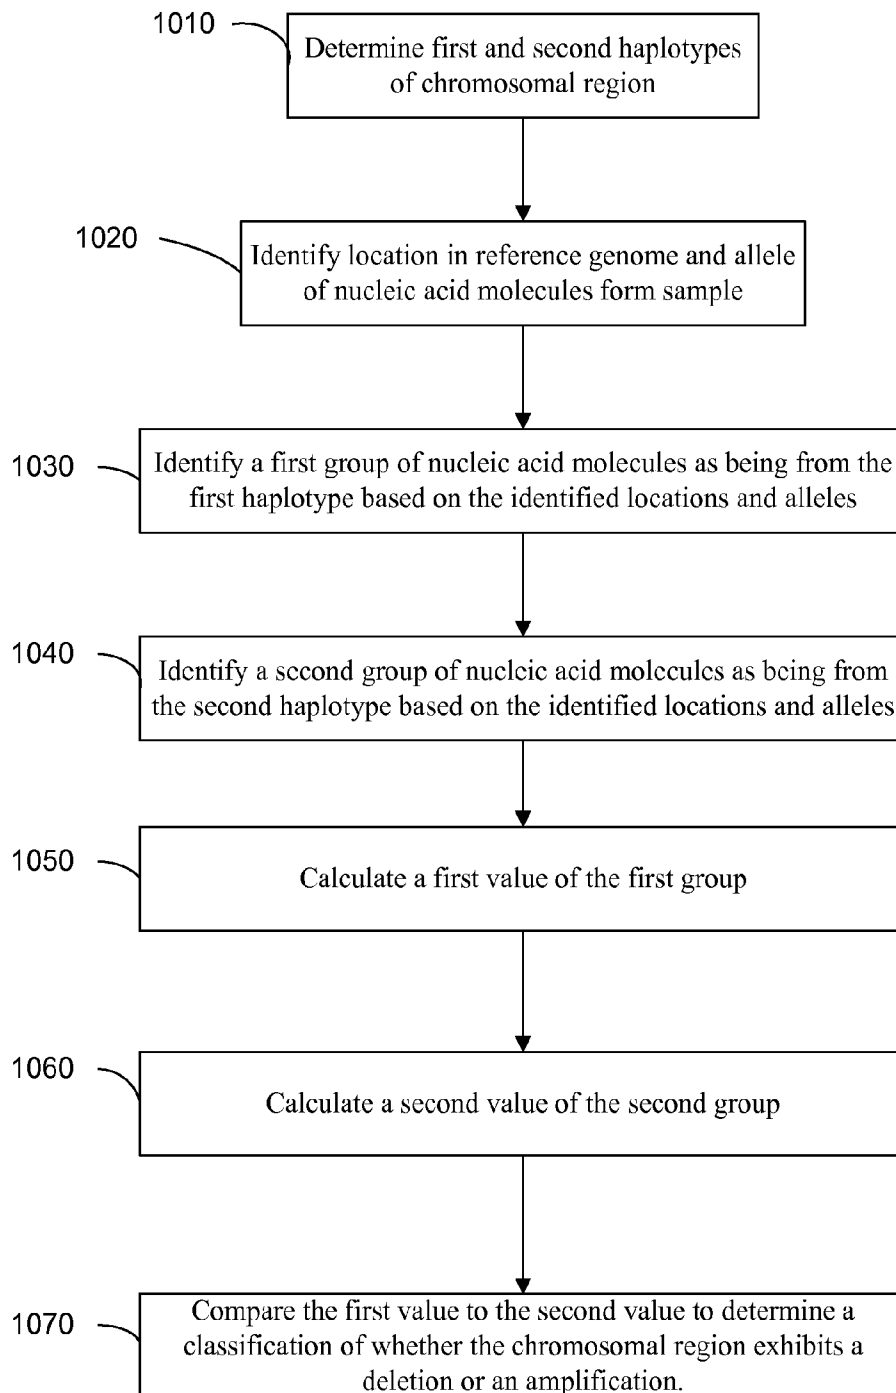 1010
Determine first and second haplotypes
of chromosomal region
1020
Identify location in reference genome and allele
of nucleic acid molecules form sample
1030
Identify a first group of nucleic acid molecules as being from the
first haplotype based on the identified locations and alleles
1040
Identify a second group of nucleic acid molecules as being from
the second haplotype based on the identified locations and alleles
1050
Calculate a first value of the first group
1060
Calculate a second value of the second group
1070
Compare the first value to the second value to determine a
classification of whether the chromosomal region exhibits a
deletion or an amplification.